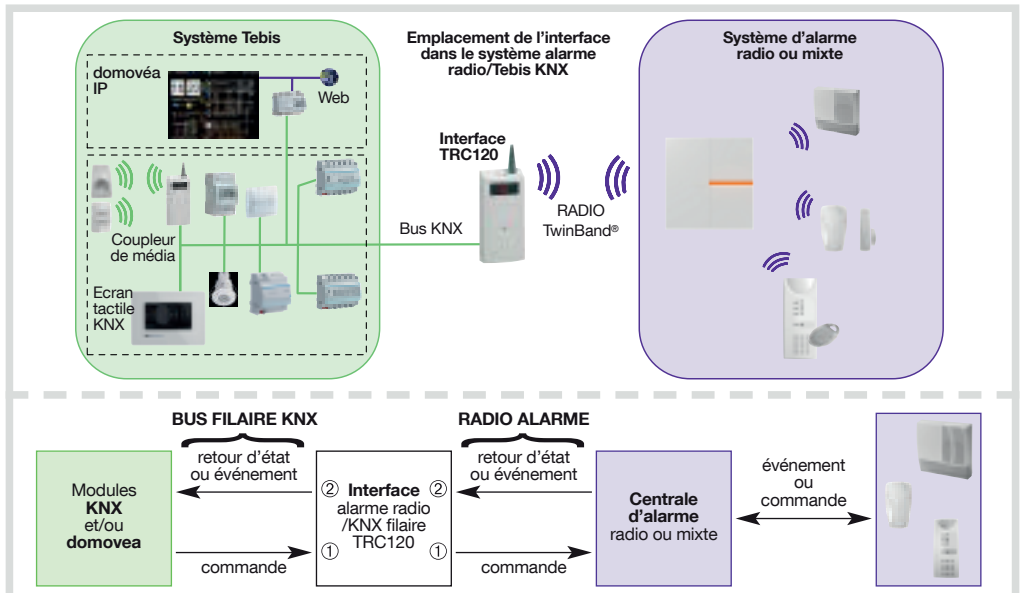 Système Tebis
domovéa
IP
Web
Coupleur
de média
Ecran
tactile
KNX
Emplacement de l'interface
dans le système alarme
radio/Tebis KNX
Interface
TRC120
Bus KNX
RADIO
TwinBand®
Système d'alarme
radio ou mixte
BUS FILAIRE KNX
RADIO ALARME
retour d'état
ou événement
retour d'état
ou événement
Modules
KNX
et/ou
domovea
commande
② Interface ②
alarme radio
/KNX filaire
TRC120
① ①
commande
Centrale
d'alarme
radio ou mixte
événement
ou
commande